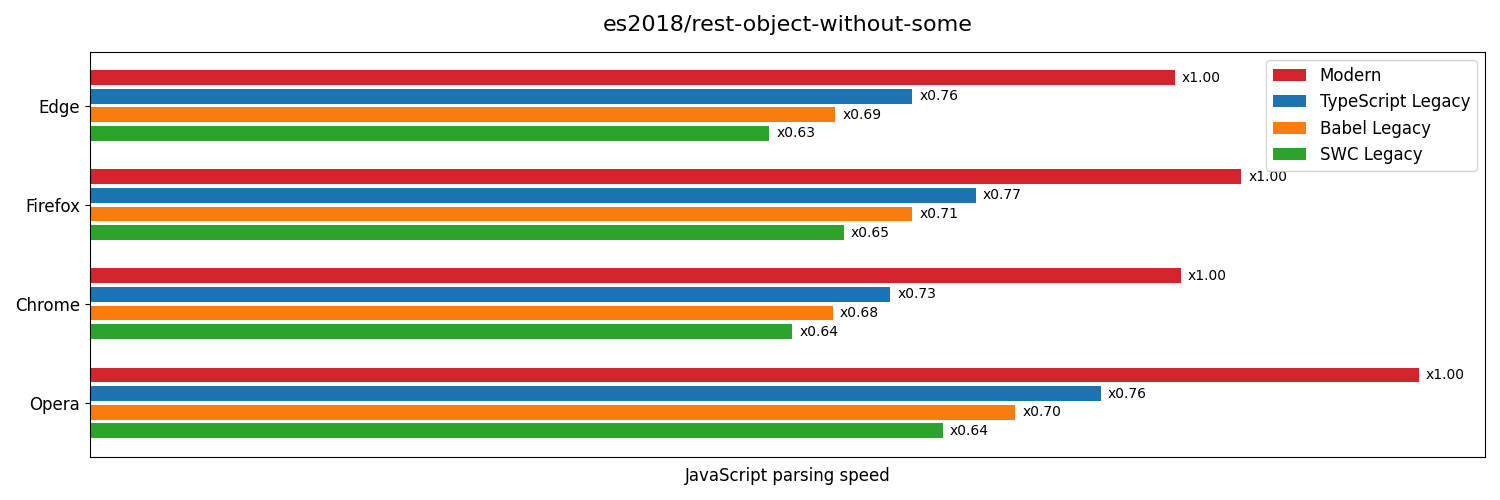 es2018/rest-object-without-some
Modern
TypeScript Legacy
Babel Legacy
SWC Legacy
Edge
x1.00
x0.76
x0.69
x0.63
Firefox
x1.00
x0.77
x0.71
x0.65
Chrome
x1.00
x0.73
x0.68
x0.64
Opera
x1.00
x0.76
x0.70
x0.64
JavaScript parsing speed